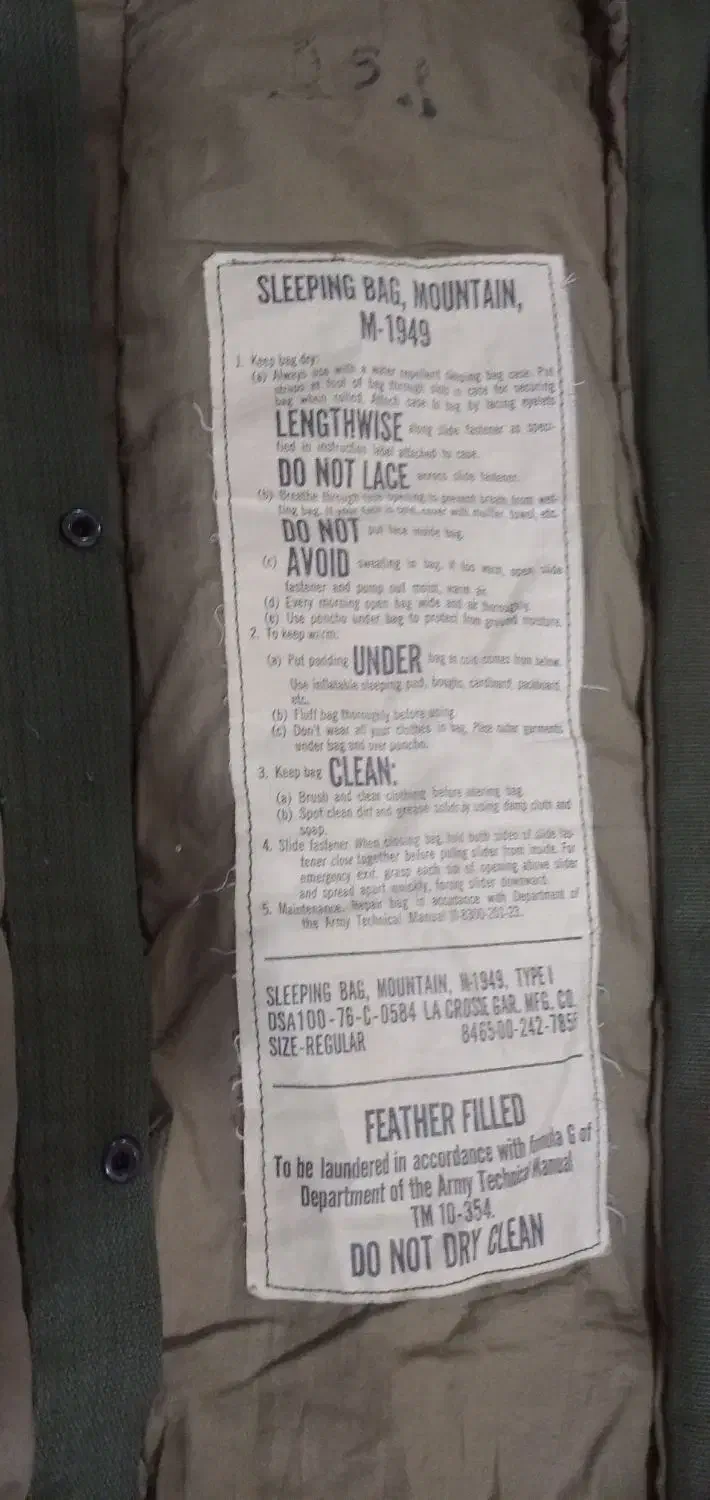 SLEEPING BAG, MOUNTAIN,
M-1949
1. Keep bag dry:
(a) Always use with a water repellent sleeping bag case. Put
straps at foot of bag through slots in case for securing
bag when rolled. Attach case to bag by lacing eyelets
LENGTHWISE along slide fastener as speci-
fied in instruction label attached to case.
DO NOT LACE across slide fastener.
(b) Breathe through face opening to prevent breath from wet-
ting bag. If your face is cold, cover with muffler, towel, etc.
DO NOT put face inside bag.
(c) AVOID sweating in bag. If too warm, open slide
fastener and pump out moist, warm air.
(d) Every morning open bag wide and air thoroughly.
(e) Use poncho under bag to protect from ground moisture.
2. To keep warm:
(a) Put padding UNDER bag as cold comes from below.
Use inflatable sleeping pad, boughs, cardboard, packboard,
etc.
(b) Fluff bag thoroughly before using.
(c) Don't wear all your clothes in bag. Place outer garments
under bag and over poncho.
3. Keep bag CLEAN:
(a) Brush and clean clothing before entering bag.
(b) Spot clean dirt and grease soilds by using damp cloth and
soap.
4. Slide fastener. When closing bag, hold both sides of slide fas-
tener close together before pulling slider from inside. For
emergency exit, grasp each side of opening above slider
and spread apart quickly, forcing slider downward.
5. Maintenance. Repair bag in accordance with Department of
the Army Technical Manual
SLEEPING BAG, MOUNTAIN, M-1949, TYPE I
DSA100-76-C-0584 LA CROSSE GAR. MFG. CO.
SIZE-REGULAR
FEATHER FILLED
To be laundered in accordance with formula G of
Department of the Army Technical Manual
TM 10-354.
DO NOT DRY CLEAN